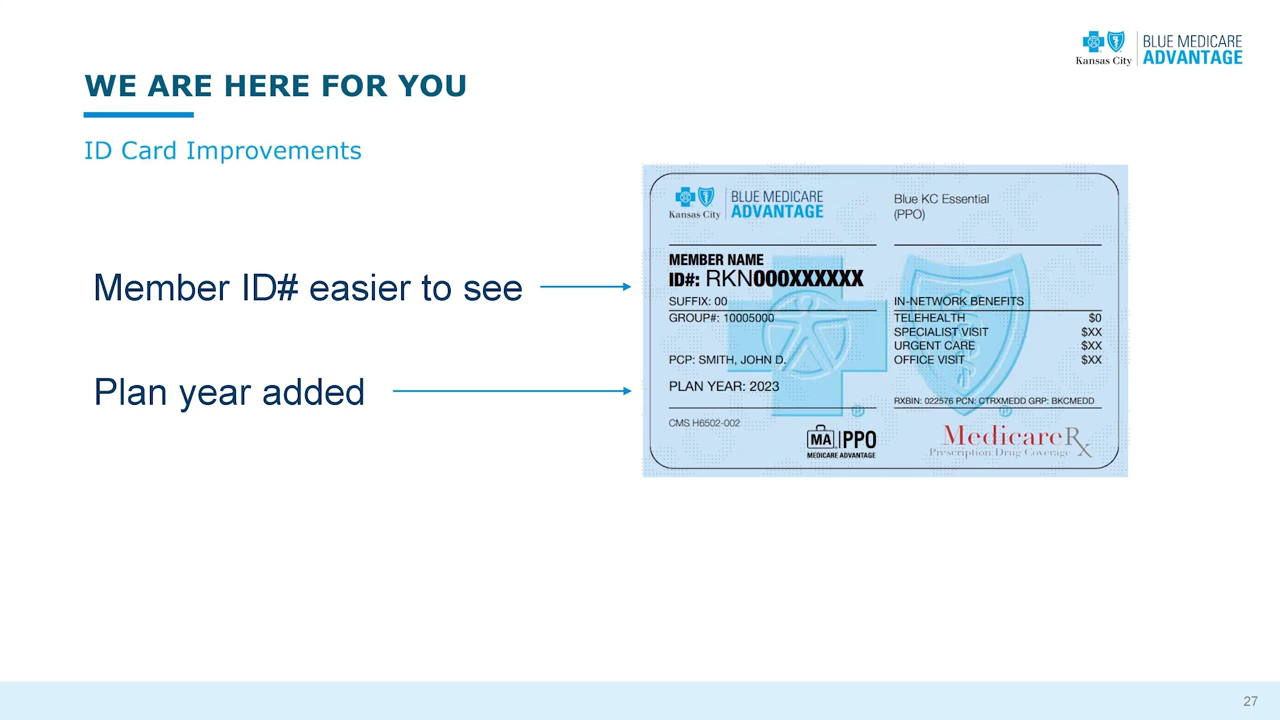 Kansas City
BLUE MEDICARE
ADVANTAGE
WE ARE HERE FOR YOU
ID Card Improvements
Member ID# easier to see
Plan year added
Kansas City
BLUE MEDICARE
ADVANTAGE
Blue KC Essential
(PPO)
MEMBER NAME
ID#: RKN000XXXXXX
SUFFIX: 00
GROUP#: 10005000
PCP: SMITH, JOHN D.
PLAN YEAR: 2023
CMS H6502-002
IN-NETWORK BENEFITS
TELEHEALTH $0
SPECIALIST VISIT $XX
URGENT CARE $XX
OFFICE VISIT $XX
RXBIN: 022576 PCN: CTRXMEDD GRP: BKCMEDD
MA PPO
MEDICARE ADVANTAGE
MedicareRx
Prescription Drug Coverage
27